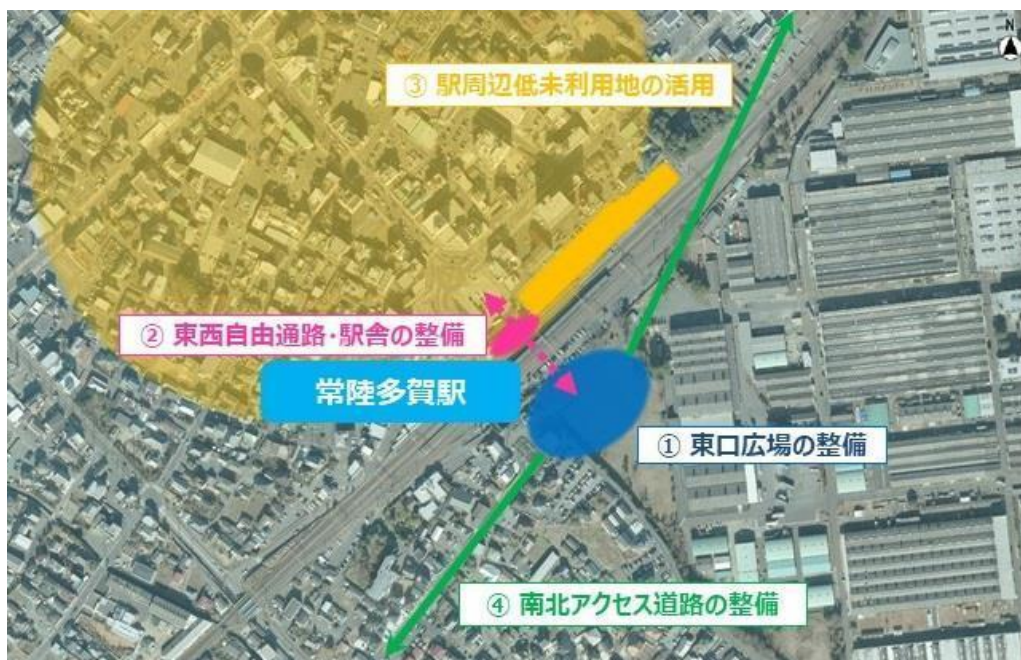 N
③ 駅周辺低未利用地の活用
② 東西自由通路・駅舎の整備
常陸多賀駅
① 東口広場の整備
④ 南北アクセス道路の整備